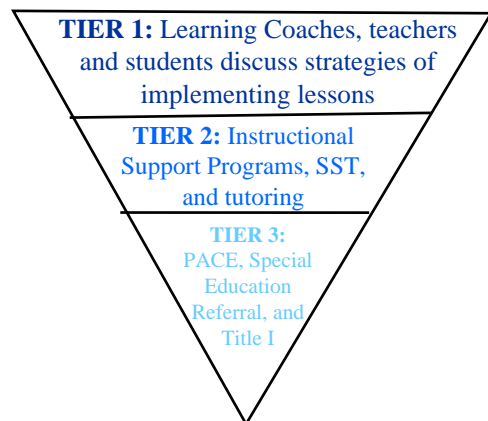 TIER 1: Learning Coaches, teachers
and students discuss strategies of
implementing lessons
TIER 2: Instructional
Support Programs, SST,
and tutoring
TIER 3:
PACE, Special
Education
Referral, and
Title I